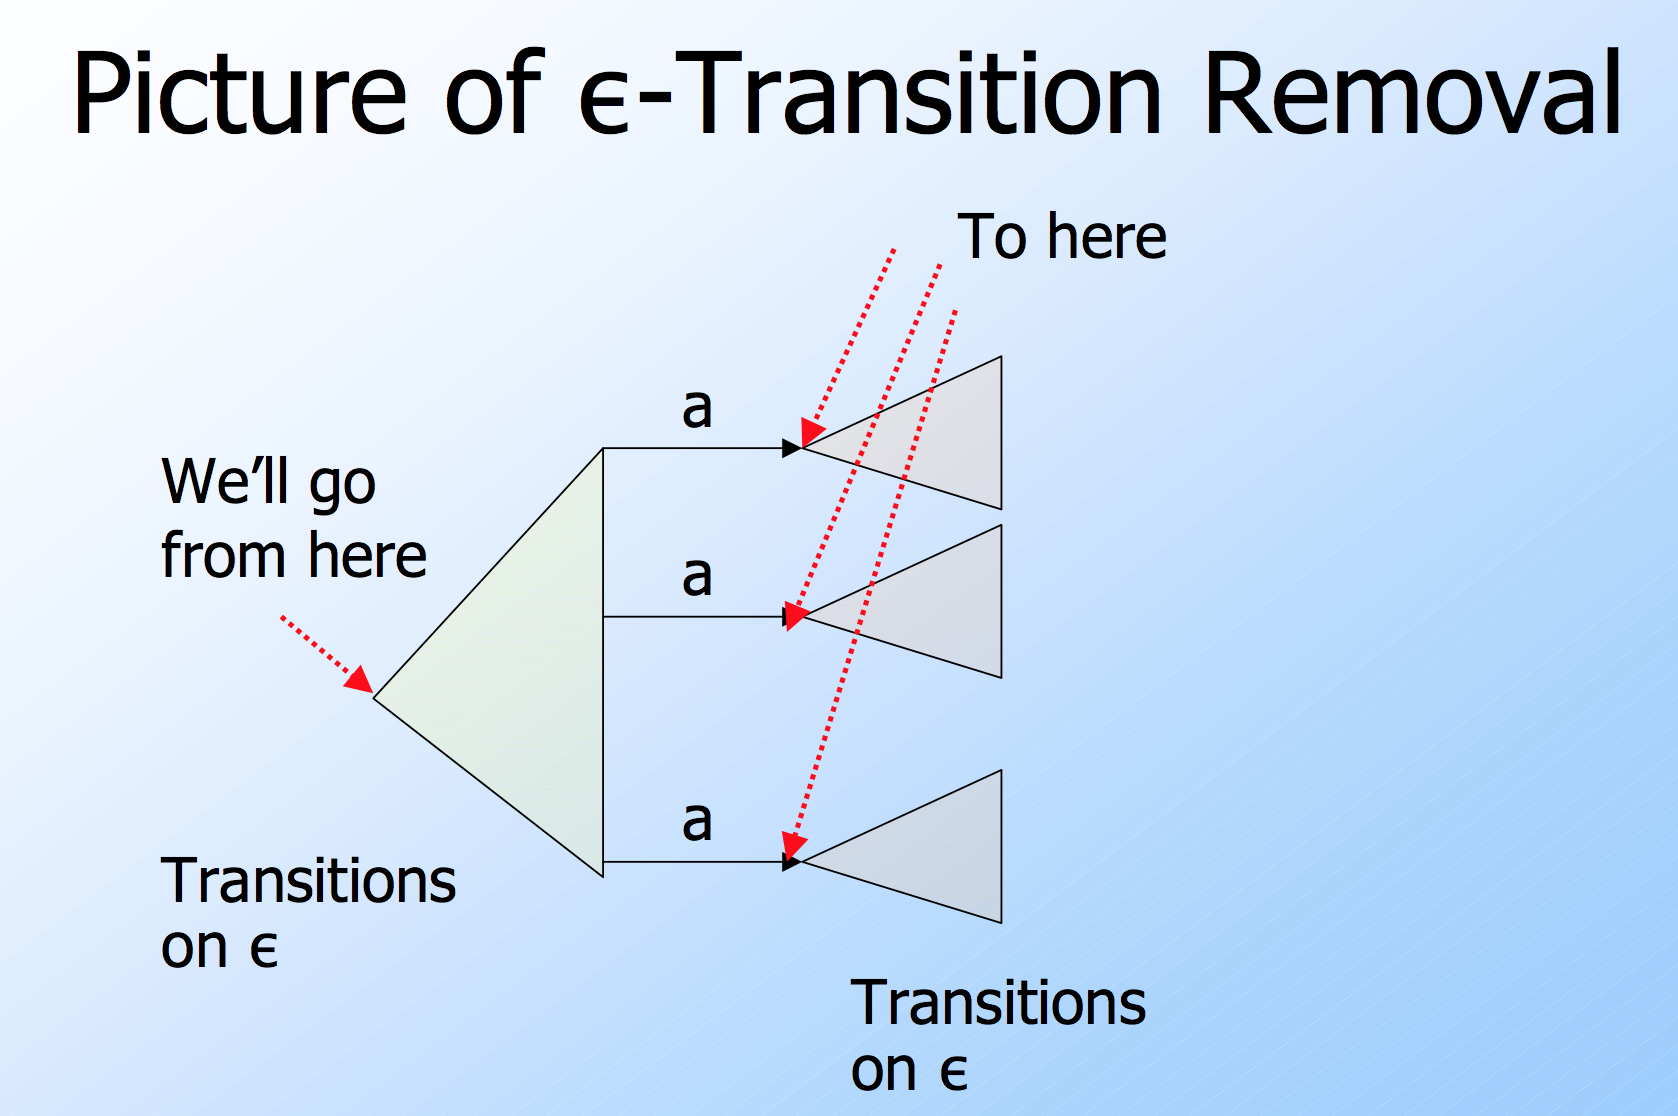 Picture of ϵ-Transition Removal
To here
a
We’ll go
from here
a
a
Transitions
on ϵ
Transitions
on ϵ